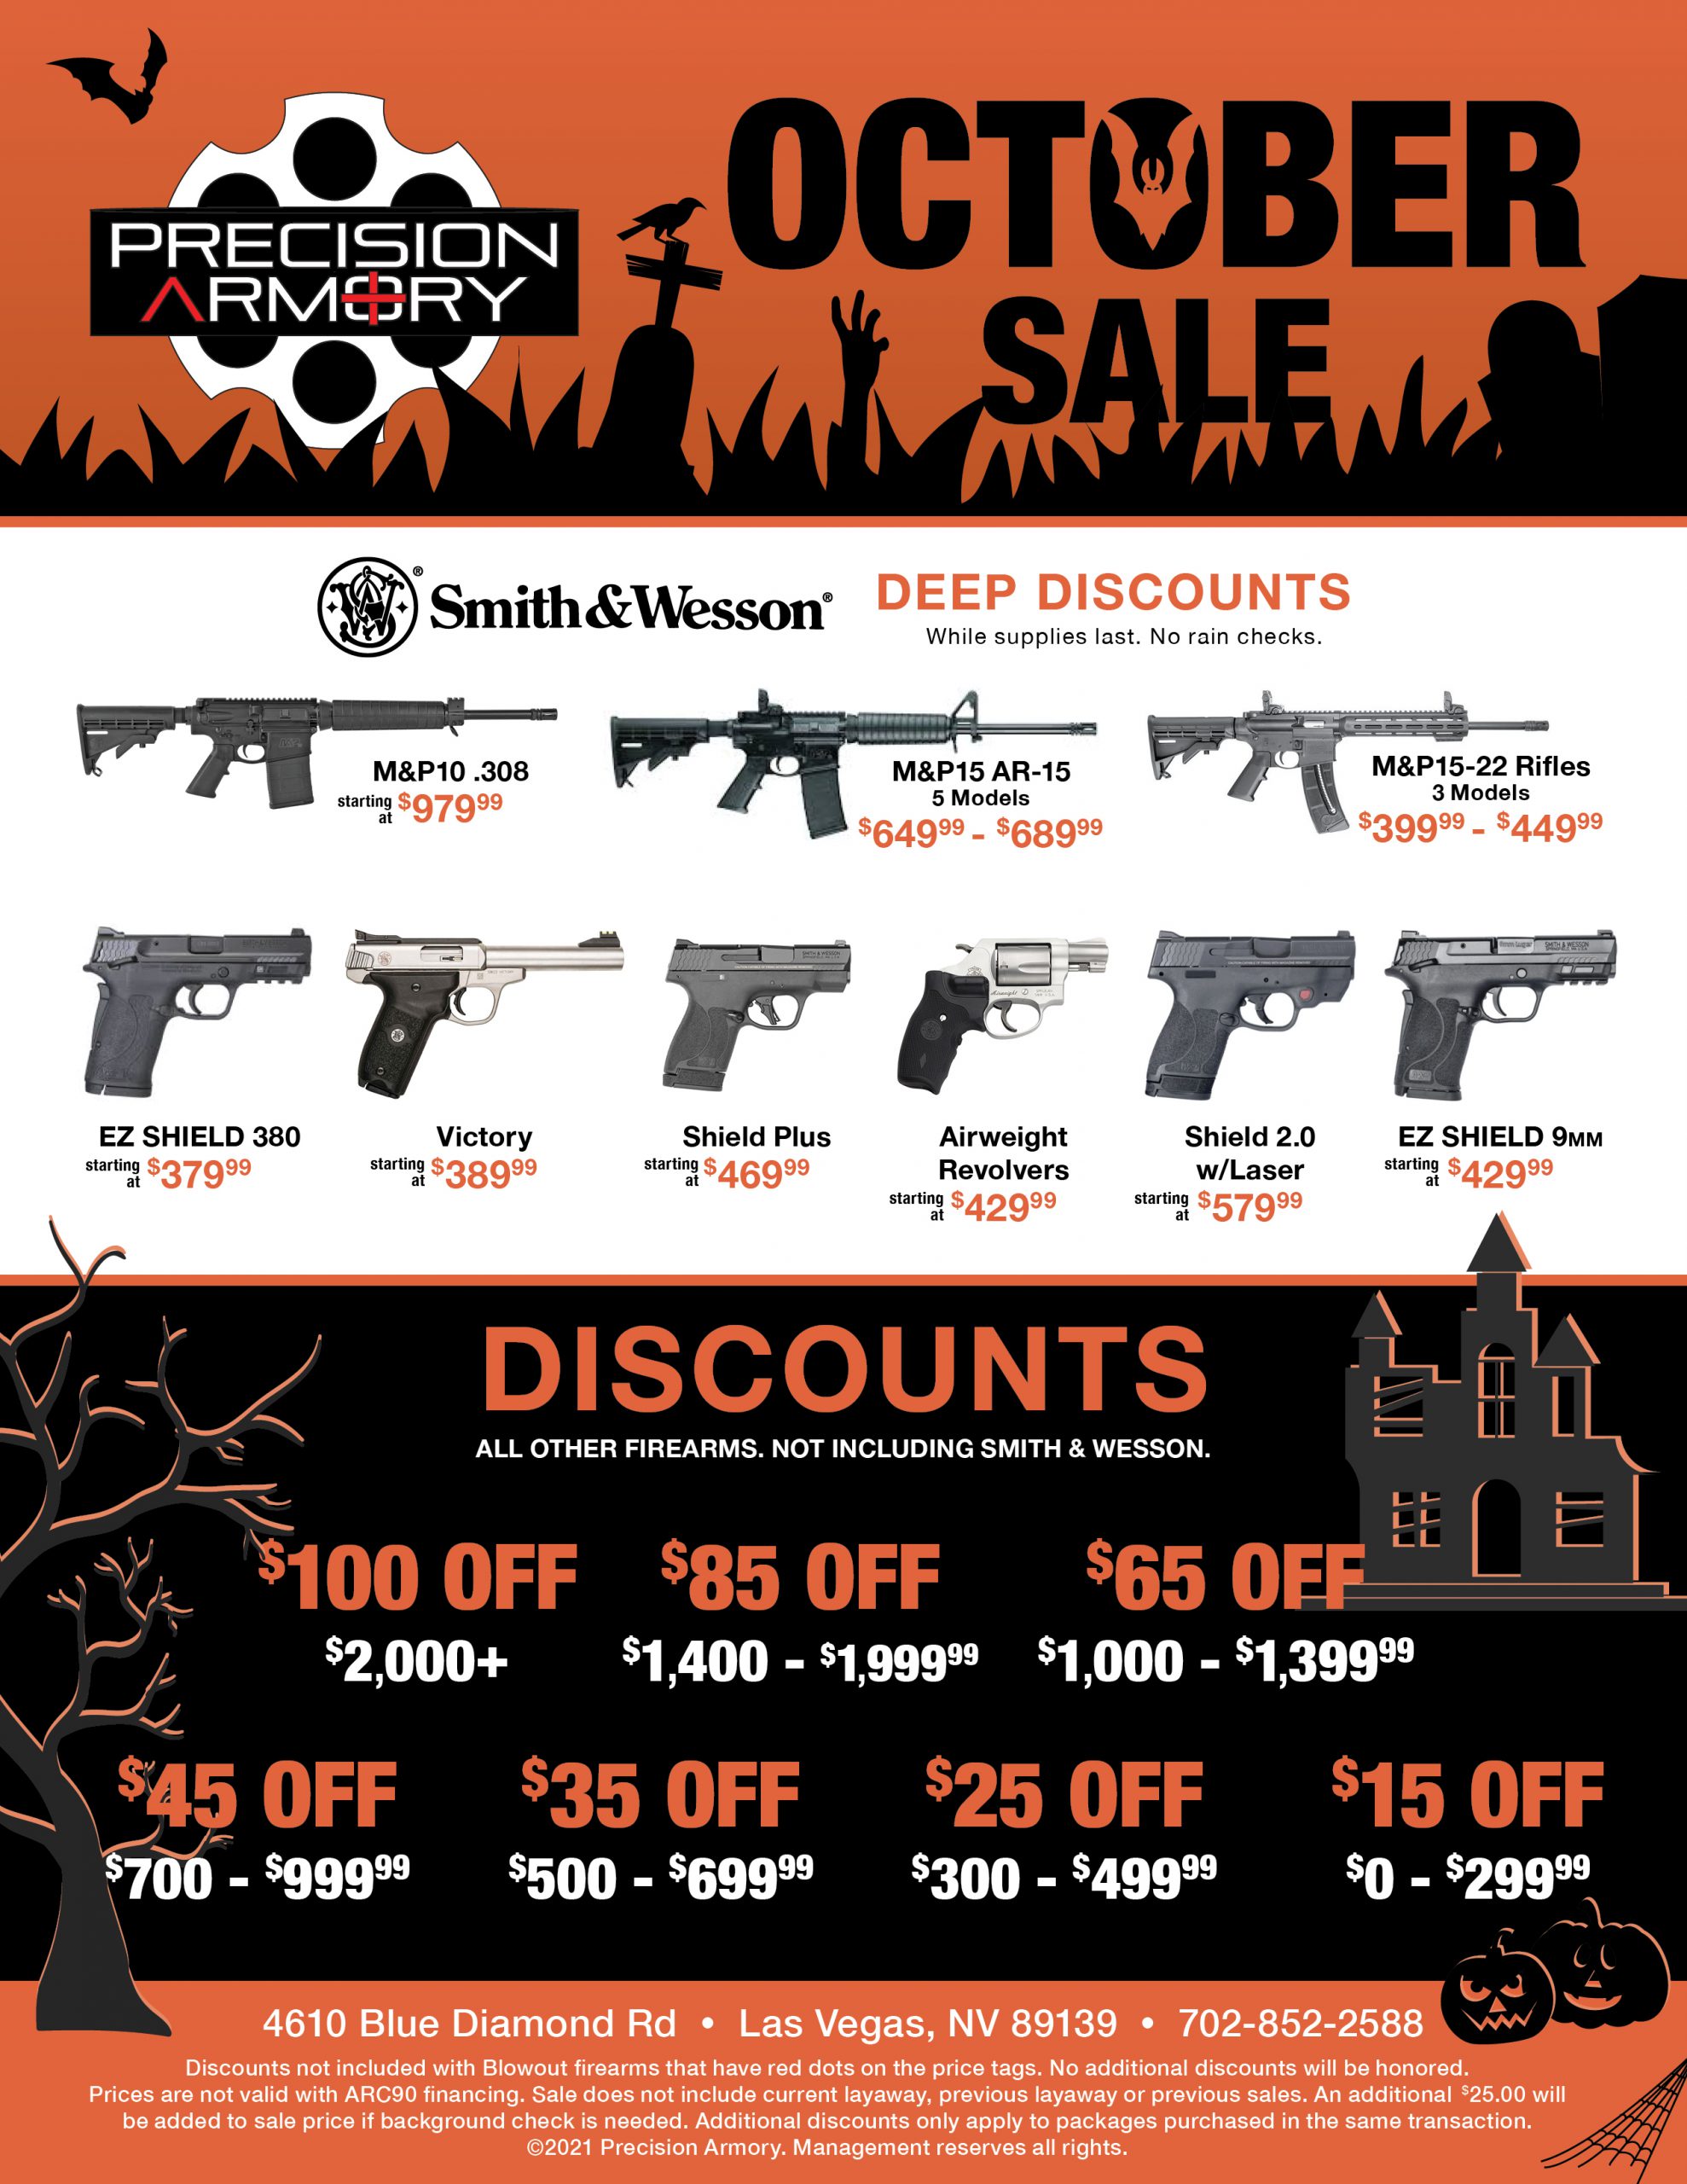 PRECISION
ARMORY
OCTOBER
SALE
Smith & Wesson®
DEEP DISCOUNTS
While supplies last. No rain checks.
M&P10 .308
starting at $979.99
M&P15 AR-15
5 Models
$649.99 - $689.99
M&P15-22 Rifles
3 Models
$399.99 - $449.99
EZ SHIELD 380
starting at $379.99
Victory
starting at $389.99
Shield Plus
starting at $469.99
Airweight
Revolvers
starting at $429.99
Shield 2.0
w/Laser
starting at $579.99
EZ SHIELD 9MM
starting at $429.99
DISCOUNTS
ALL OTHER FIREARMS. NOT INCLUDING SMITH & WESSON.
$100 OFF
$2,000+
$85 OFF
$1,400 - $1,999.99
$65 OFF
$1,000 - $1,399.99
$45 OFF
$700 - $999.99
$35 OFF
$500 - $699.99
$25 OFF
$300 - $499.99
$15 OFF
$0 - $299.99
4610 Blue Diamond Rd • Las Vegas, NV 89139 • 702-852-2588
Discounts not included with Blowout firearms that have red dots on the price tags. No additional discounts will be honored.
Prices are not valid with ARC90 financing. Sale does not include current layaway, previous layaway or previous sales. An additional $25.00 will
be added to sale price if background check is needed. Additional discounts only apply to packages purchased in the same transaction.
©2021 Precision Armory. Management reserves all rights.